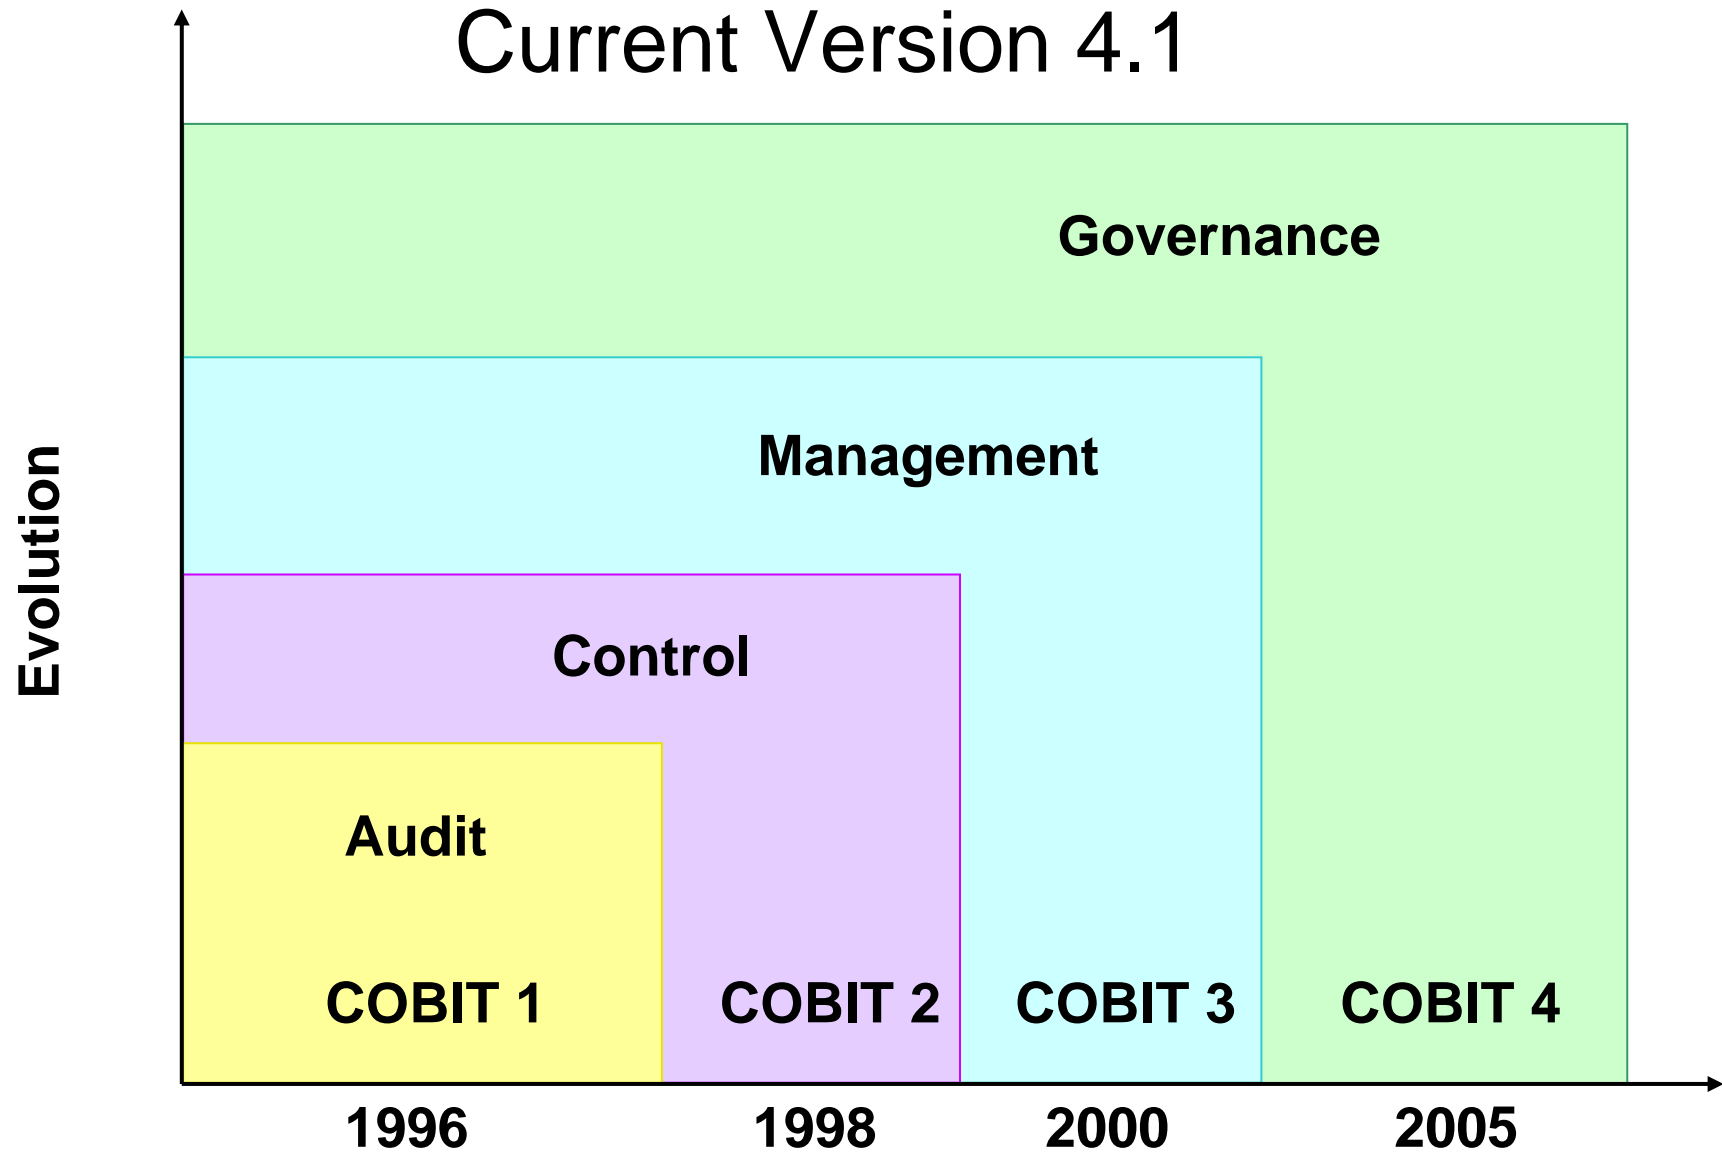 Current Version 4.1
Governance
Management
Evolution
Control
Audit
COBIT 1
COBIT 2
COBIT 3
COBIT 4
1996
1998
2000
2005